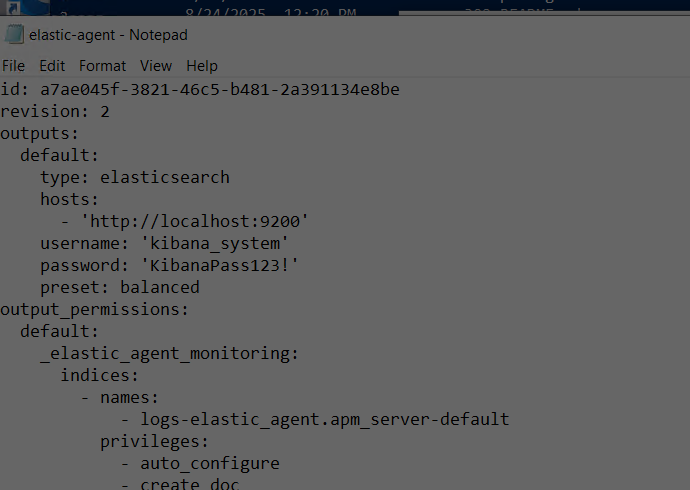 8/24/2025 12:20 PM
elastic-agent - Notepad
File Edit Format View Help
id: a7ae045f-3821-46c5-b481-2a391134e8be
revision: 2
outputs:
  default:
    type: elasticsearch
    hosts:
      - 'http://localhost:9200'
    username: 'kibana_system'
    password: 'KibanaPass123!'
    preset: balanced
output_permissions:
  default:
    _elastic_agent_monitoring:
      indices:
        - names:
            - logs-elastic_agent.apm_server-default
          privileges:
            - auto_configure
            - create_doc